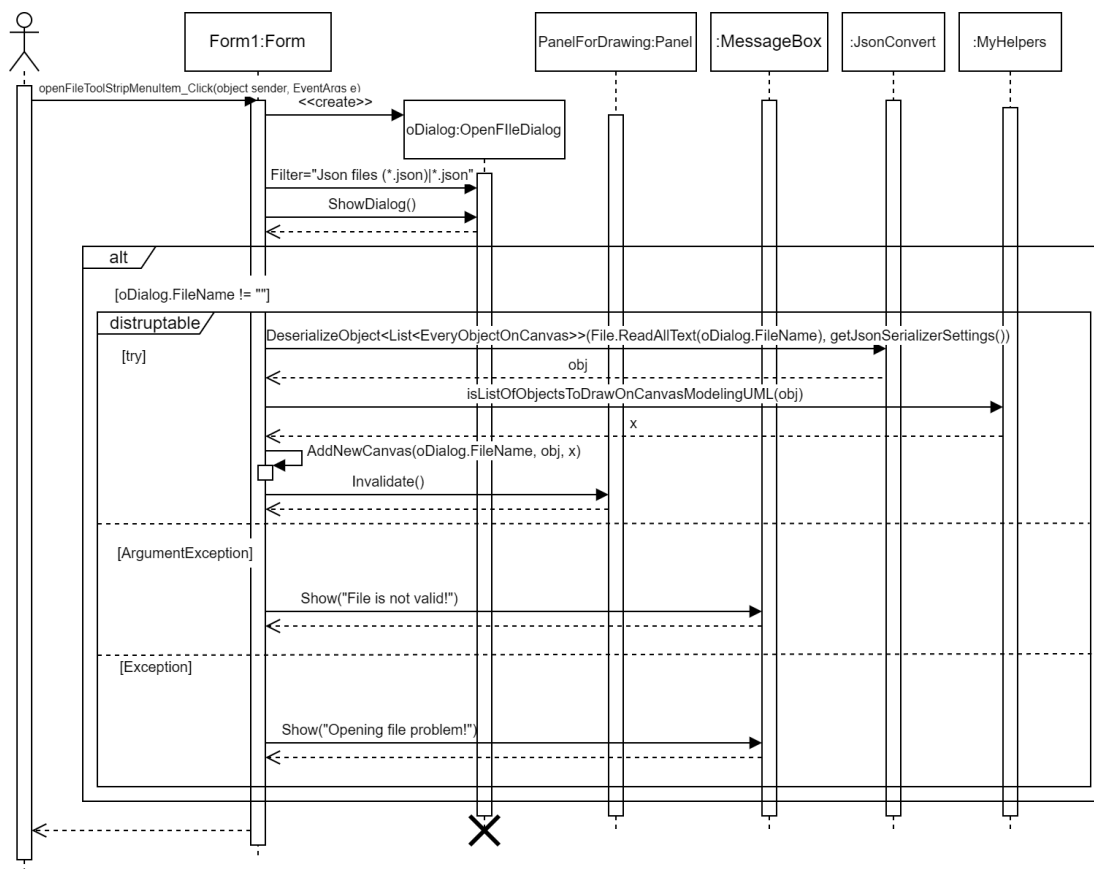 Form1:Form
PanelForDrawing:Panel
:MessageBox
:JsonConvert
:MyHelpers
openFileToolStripMenuItem_Click(object sender, EventArgs e)
<<create>>
oDialog:OpenFIleDialog
Filter="Json files (*.json)|*.json"
ShowDialog()
alt
[oDialog.FileName != ""]
distruptable
DeserializeObject<List<EveryObjectOnCanvas>>(File.ReadAllText(oDialog.FileName), getJsonSerializerSettings())
[try]
obj
isListOfObjectsToDrawOnCanvasModelingUML(obj)
x
AddNewCanvas(oDialog.FileName, obj, x)
Invalidate()
[ArgumentException]
Show("File is not valid!")
[Exception]
Show("Opening file problem!")